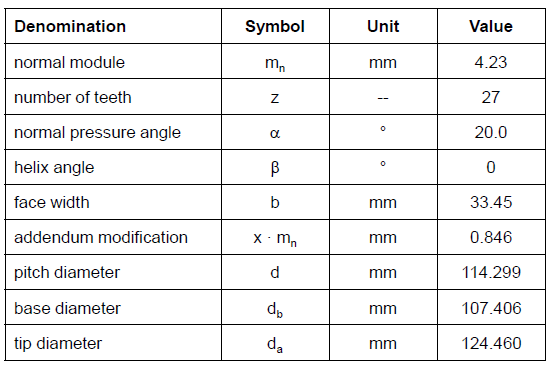 Denomination Symbol Unit Value
normal module mn mm 4.23
number of teeth z -- 27
normal pressure angle α ° 20.0
helix angle β ° 0
face width b mm 33.45
addendum modification x · mn mm 0.846
pitch diameter d mm 114.299
base diameter db mm 107.406
tip diameter da mm 124.460